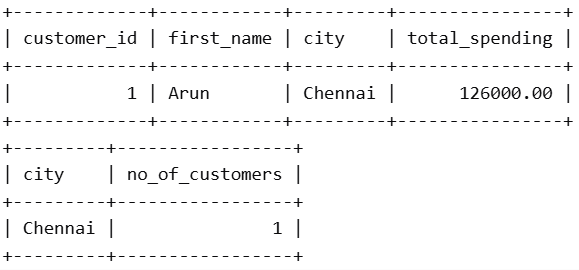 +-------------+------------+---------+----------------+
| customer_id | first_name | city    | total_spending |
+-------------+------------+---------+----------------+
|           1 | Arun       | Chennai |      126000.00 |
+-------------+------------+---------+----------------+
+---------+-----------------+
| city    | no_of_customers |
+---------+-----------------+
| Chennai |               1 |
+---------+-----------------+